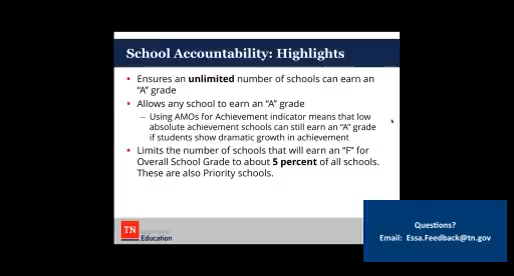 School Accountability: Highlights
Ensures an unlimited number of schools can earn an
“A” grade
Allows any school to earn an “A” grade
Using AMOs for Achievement indicator means that low
absolute achievement schools can still earn an “A” grade
if students show dramatic growth in achievement
Limits the number of schools that will earn an “F” for
Overall School Grade to about 5 percent of all schools.
These are also Priority schools.
TN
Education
Questions?
Email: Essa.Feedback@tn.gov